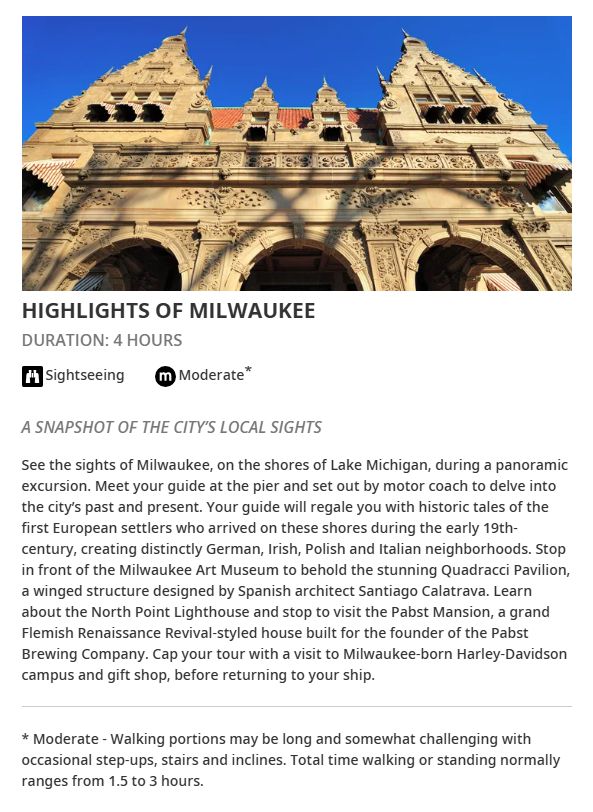 HIGHLIGHTS OF MILWAUKEE
DURATION: 4 HOURS
Sightseeing
m Moderate*
A SNAPSHOT OF THE CITY’S LOCAL SIGHTS
See the sights of Milwaukee, on the shores of Lake Michigan, during a panoramic
excursion. Meet your guide at the pier and set out by motor coach to delve into
the city’s past and present. Your guide will regale you with historic tales of the
first European settlers who arrived on these shores during the early 19th-
century, creating distinctly German, Irish, Polish and Italian neighborhoods. Stop
in front of the Milwaukee Art Museum to behold the stunning Quadracci Pavilion,
a winged structure designed by Spanish architect Santiago Calatrava. Learn
about the North Point Lighthouse and stop to visit the Pabst Mansion, a grand
Flemish Renaissance Revival-styled house built for the founder of the Pabst
Brewing Company. Cap your tour with a visit to Milwaukee-born Harley-Davidson
campus and gift shop, before returning to your ship.
* Moderate - Walking portions may be long and somewhat challenging with
occasional step-ups, stairs and inclines. Total time walking or standing normally
ranges from 1.5 to 3 hours.